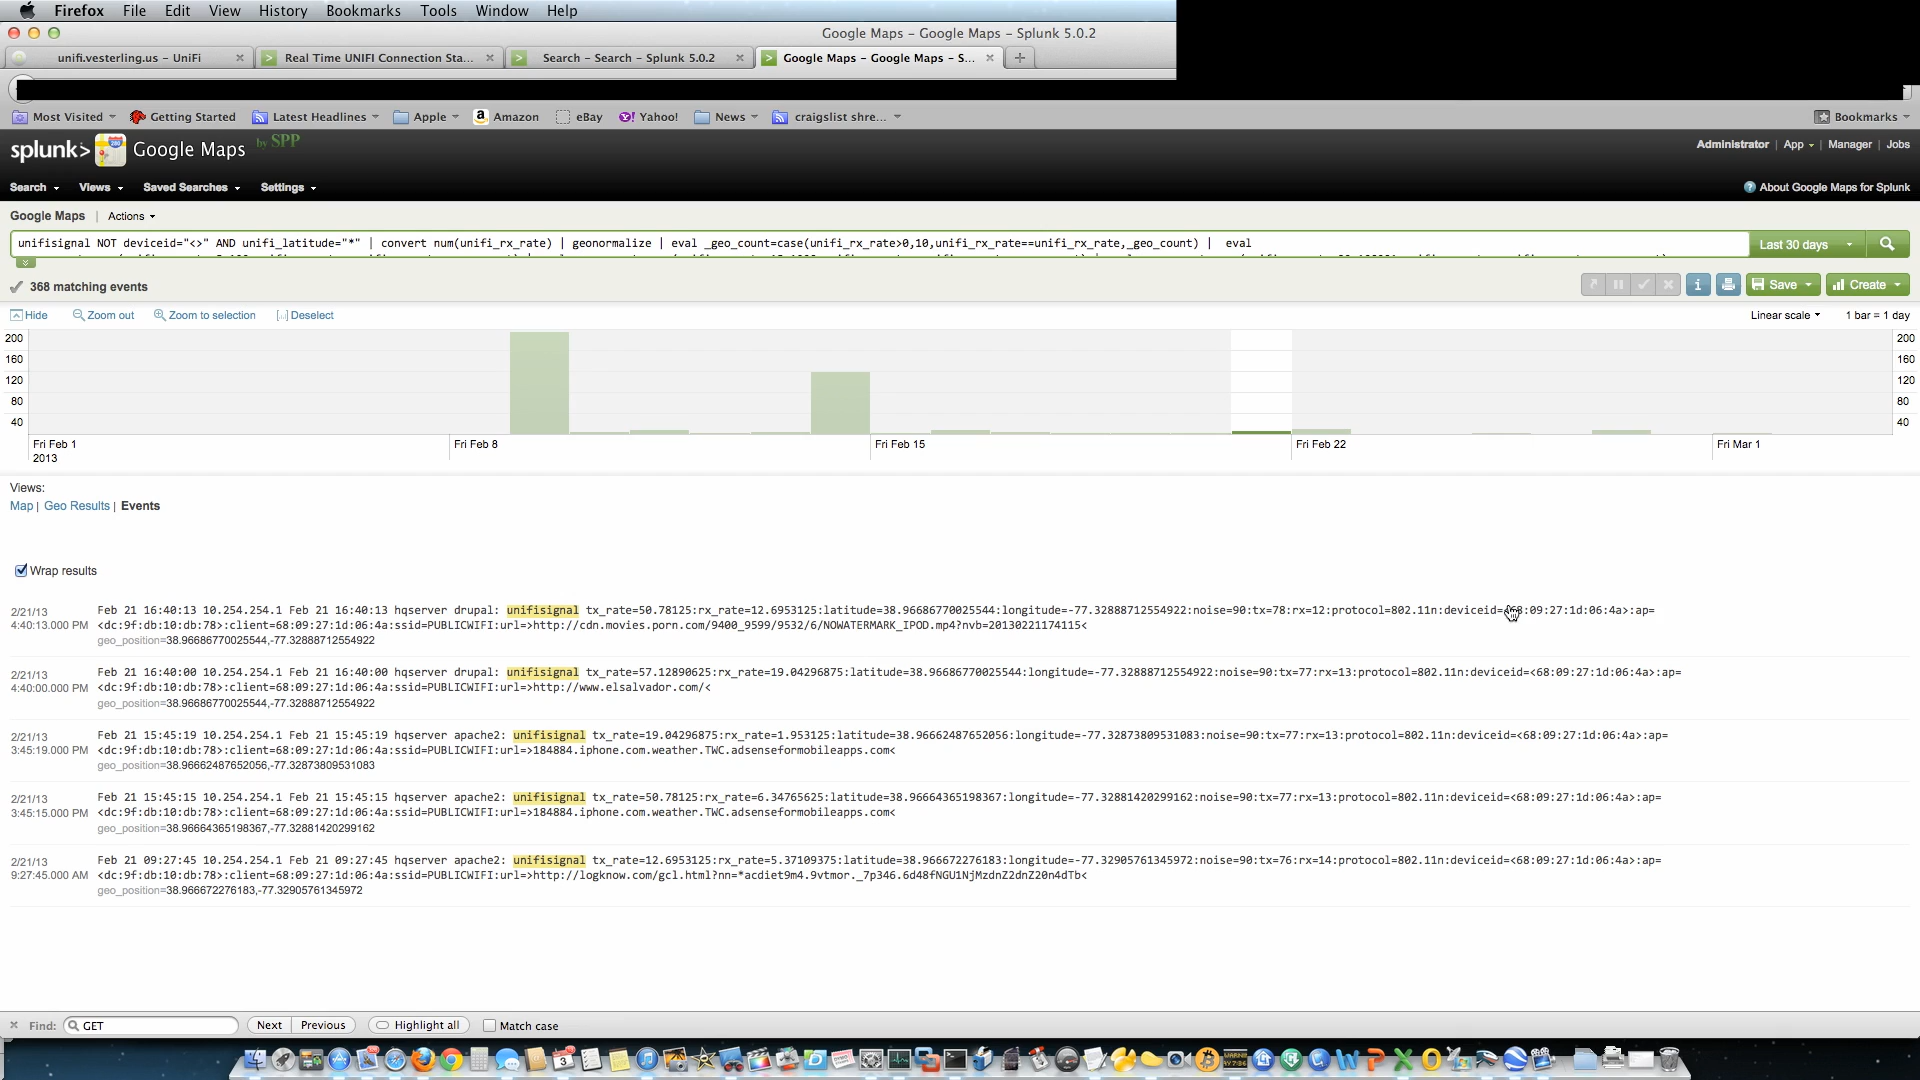 Firefox File Edit View History Bookmarks Tools Window Help
Google Maps – Google Maps – Splunk 5.0.2
unifi.vesterling.us – UniFi
Real Time UNIFI Connection Sta...
Search – Search – Splunk 5.0.2
Google Maps – Google Maps – S...
Most Visited Getting Started Latest Headlines Apple Amazon eBay Yahoo! News craigslist shre... Bookmarks
splunk> Google Maps by SPP
Administrator | App | Manager | Jobs
Search Views Saved Searches Settings
About Google Maps for Splunk
Google Maps | Actions
unifisignal NOT deviceid="<>" AND unifi_latitude="*" | convert num(unifi_rx_rate) | geonormalize | eval _geo_count=case(unifi_rx_rate>0,10,unifi_rx_rate==unifi_rx_rate,_geo_count) | eval
Last 30 days
368 matching events
Save Create
Hide Zoom out Zoom to selection Deselect
Linear scale 1 bar = 1 day
200 200
160 160
120 120
80 80
40 40
Fri Feb 1 Fri Feb 8 Fri Feb 15 Fri Feb 22 Fri Mar 1
2013
Views:
Map | Geo Results | Events
Wrap results
2/21/13
4:40:13.000 PM
Feb 21 16:40:13 10.254.254.1 Feb 21 16:40:13 hqserver drupal: unifisignal tx_rate=50.78125:rx_rate=12.6953125:latitude=38.96686770025544:longitude=-77.32888712554922:noise=90:tx=78:rx=12:protocol=802.11n:deviceid=<68:09:27:1d:06:4a>:ap=
<dc:9f:db:10:db:78>:client=68:09:27:1d:06:4a:ssid=PUBLICWIFI:url=>http://cdn.movies.porn.com/9400_9599/9532/6/NOWATERMARK_IPOD.mp4?nvb=20130221174115<
geo_position=38.96686770025544,-77.32888712554922
2/21/13
4:40:00.000 PM
Feb 21 16:40:00 10.254.254.1 Feb 21 16:40:00 hqserver drupal: unifisignal tx_rate=57.12890625:rx_rate=19.04296875:latitude=38.96686770025544:longitude=-77.32888712554922:noise=90:tx=77:rx=13:protocol=802.11n:deviceid=<68:09:27:1d:06:4a>:ap=
<dc:9f:db:10:db:78>:client=68:09:27:1d:06:4a:ssid=PUBLICWIFI:url=>http://www.elsalvador.com/<
geo_position=38.96686770025544,-77.32888712554922
2/21/13
3:45:19.000 PM
Feb 21 15:45:19 10.254.254.1 Feb 21 15:45:19 hqserver apache2: unifisignal tx_rate=19.04296875:rx_rate=1.953125:latitude=38.96662487652056:longitude=-77.32873809531083:noise=90:tx=77:rx=13:protocol=802.11n:deviceid=<68:09:27:1d:06:4a>:ap=
<dc:9f:db:10:db:78>:client=68:09:27:1d:06:4a:ssid=PUBLICWIFI:url=>184884.iphone.com.weather.TWC.adsenseformobileapps.com<
geo_position=38.96662487652056,-77.32873809531083
2/21/13
3:45:15.000 PM
Feb 21 15:45:15 10.254.254.1 Feb 21 15:45:15 hqserver apache2: unifisignal tx_rate=50.78125:rx_rate=6.34765625:latitude=38.96664365198367:longitude=-77.32881420299162:noise=90:tx=77:rx=13:protocol=802.11n:deviceid=<68:09:27:1d:06:4a>:ap=
<dc:9f:db:10:db:78>:client=68:09:27:1d:06:4a:ssid=PUBLICWIFI:url=>184884.iphone.com.weather.TWC.adsenseformobileapps.com<
geo_position=38.96664365198367,-77.32881420299162
2/21/13
9:27:45.000 AM
Feb 21 09:27:45 10.254.254.1 Feb 21 09:27:45 hqserver apache2: unifisignal tx_rate=12.6953125:rx_rate=5.37109375:latitude=38.966672276183:longitude=-77.32905761345972:noise=90:tx=76:rx=14:protocol=802.11n:deviceid=<68:09:27:1d:06:4a>:ap=
<dc:9f:db:10:db:78>:client=68:09:27:1d:06:4a:ssid=PUBLICWIFI:url=>http://logknow.com/gcl.html?nn=*acdiet9m4.9vtmor._7p346.6d48fNGU1NjMzdnZ2dnZ20n4dTb<
geo_position=38.966672276183,-77.32905761345972
Find: GET Next Previous Highlight all Match case